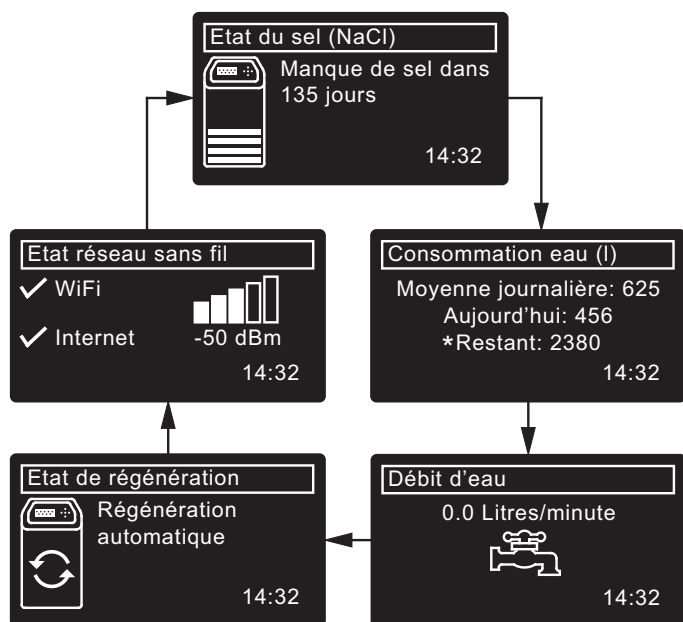 Etat du sel (NaCl)
Manque de sel dans
135 jours
14:32
Consommation eau (l)
Moyenne journalière: 625
Aujourd'hui: 456
*Restant: 2380
14:32
Débit d'eau
0.0 Litres/minute
14:32
Etat de régénération
Régénération
automatique
14:32
Etat réseau sans fil
WiFi
Internet
-50 dBm
14:32